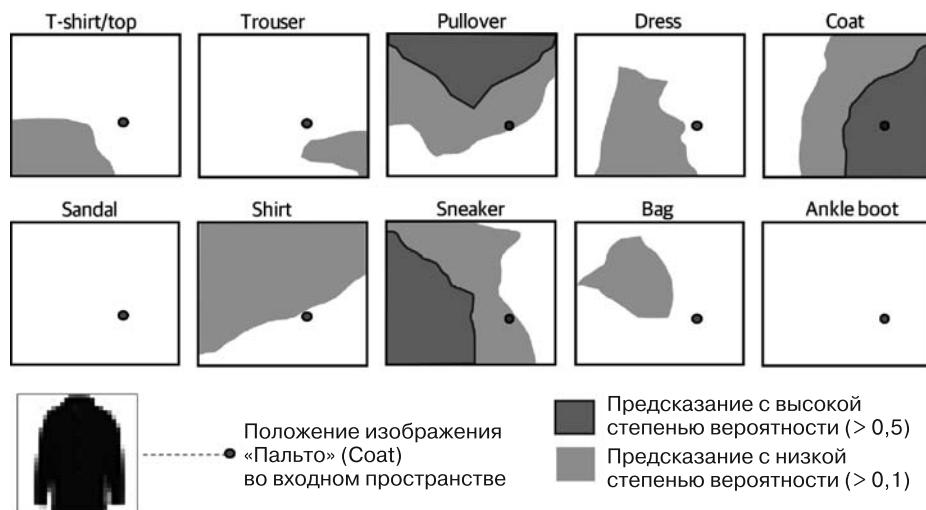 T-shirt/top
Trouser
Pullover
Dress
Coat
Sandal
Shirt
Sneaker
Bag
Ankle boot
Положение изображения
«Пальто» (Coat)
во входном пространстве
Предсказание с высокой
степенью вероятности (> 0,5)
Предсказание с низкой
степенью вероятности (> 0,1)